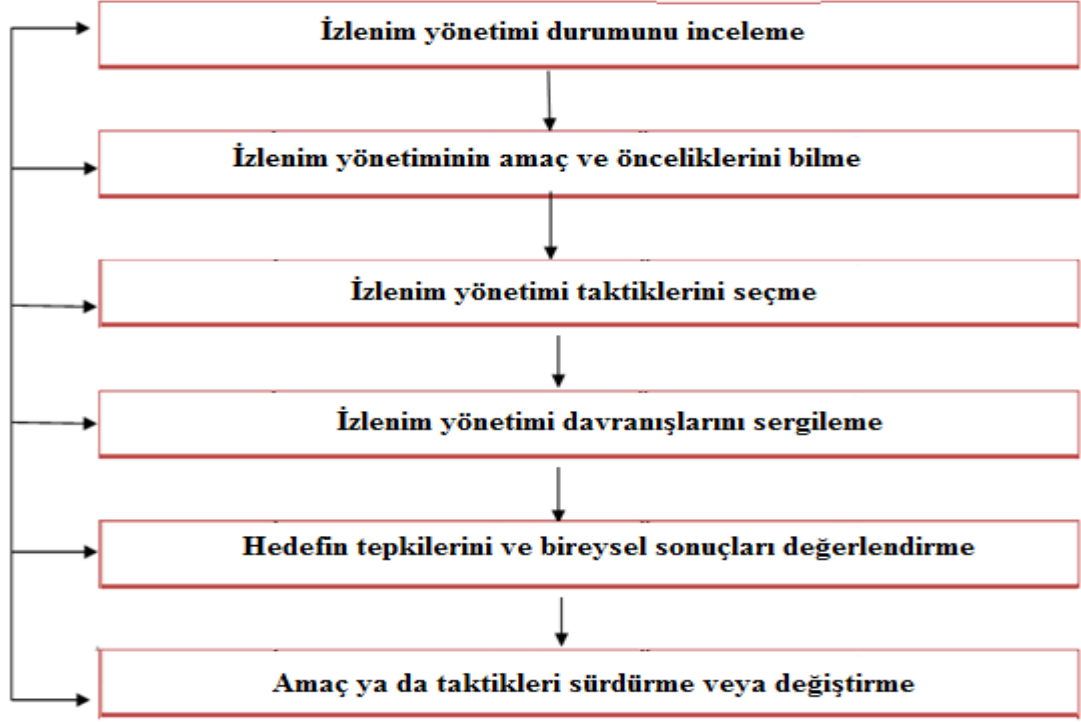 İzlenim yönetimi durumunu inceleme
İzlenim yönetiminin amaç ve önceliklerini bilme
İzlenim yönetimi taktiklerini seçme
İzlenim yönetimi davranışlarını sergileme
Hedefin tepkilerini ve bireysel sonuçları değerlendirme
Amaç ya da taktikleri sürdürme veya değiştirme